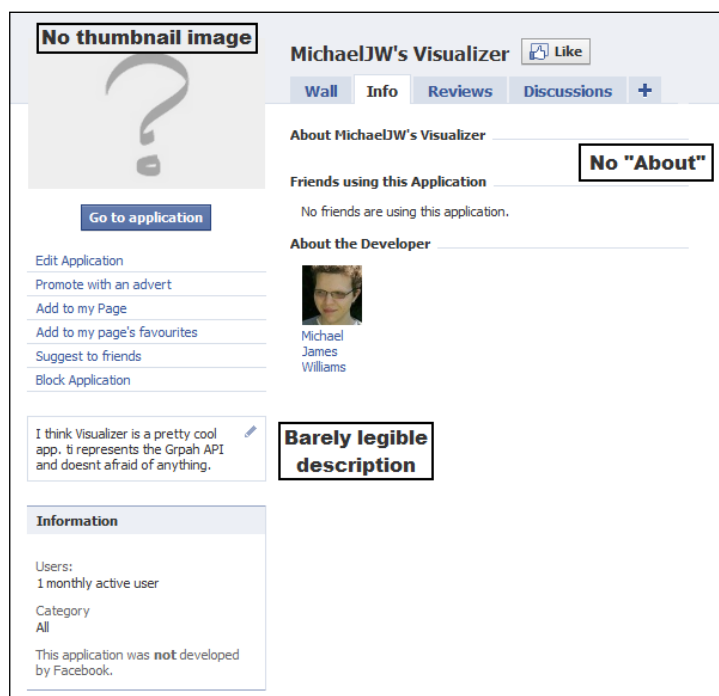 No thumbnail image
MichaelJW's Visualizer
Like
Wall Info Reviews Discussions +
About MichaelJW's Visualizer
No "About"
Friends using this Application
No friends are using this application.
About the Developer
Michael
James
Williams
Go to application
Edit Application
Promote with an advert
Add to my Page
Add to my page's favourites
Suggest to friends
Block Application
I think Visualizer is a pretty cool
app. ti represents the Grpah API
and doesnt afraid of anything.
Barely legible
description
Information
Users:
1 monthly active user
Category
All
This application was not developed
by Facebook.